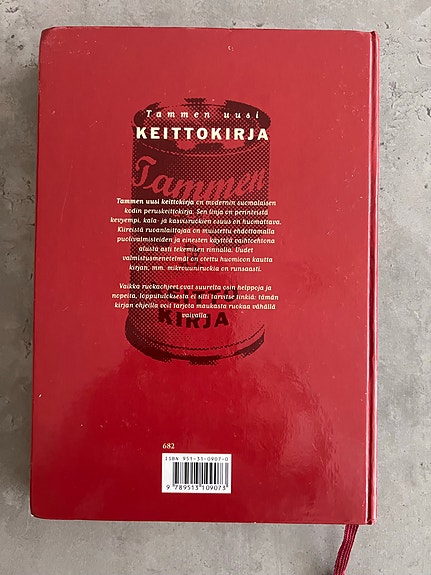 Tammen uusi
KEITTOKIRJA
Tammen
Tammen uusi keittokirja on modernin suomalaisen
kodin peruskeittokirja. Sen linja on perinteistä
kevyempi, kala- ja kasvisruokien osuus on huomattava.
Kiireistä ruoanlaittajaa on muistettu ehdottamalla
puolivalmisteiden ja einesten käyttöä vaihtoehtona
alusta asti tekemisen rinnalla. Uudet
valmistusmenetelmät on otettu huomioon kautta
kirjan, mm. mikrouuniruokia on runsaasti.
Vaikka ruokaohjeet ovat suurelta osin helppoja ja
nopeita, lopputuloksesta ei silti tarvitse tinkiä: tämän
kirjan ohjeilla voit tarjota maukasta ruokaa vähällä
vaivalla.
KIRJA
682
ISBN 951-31-0907-0
9 789513 109073